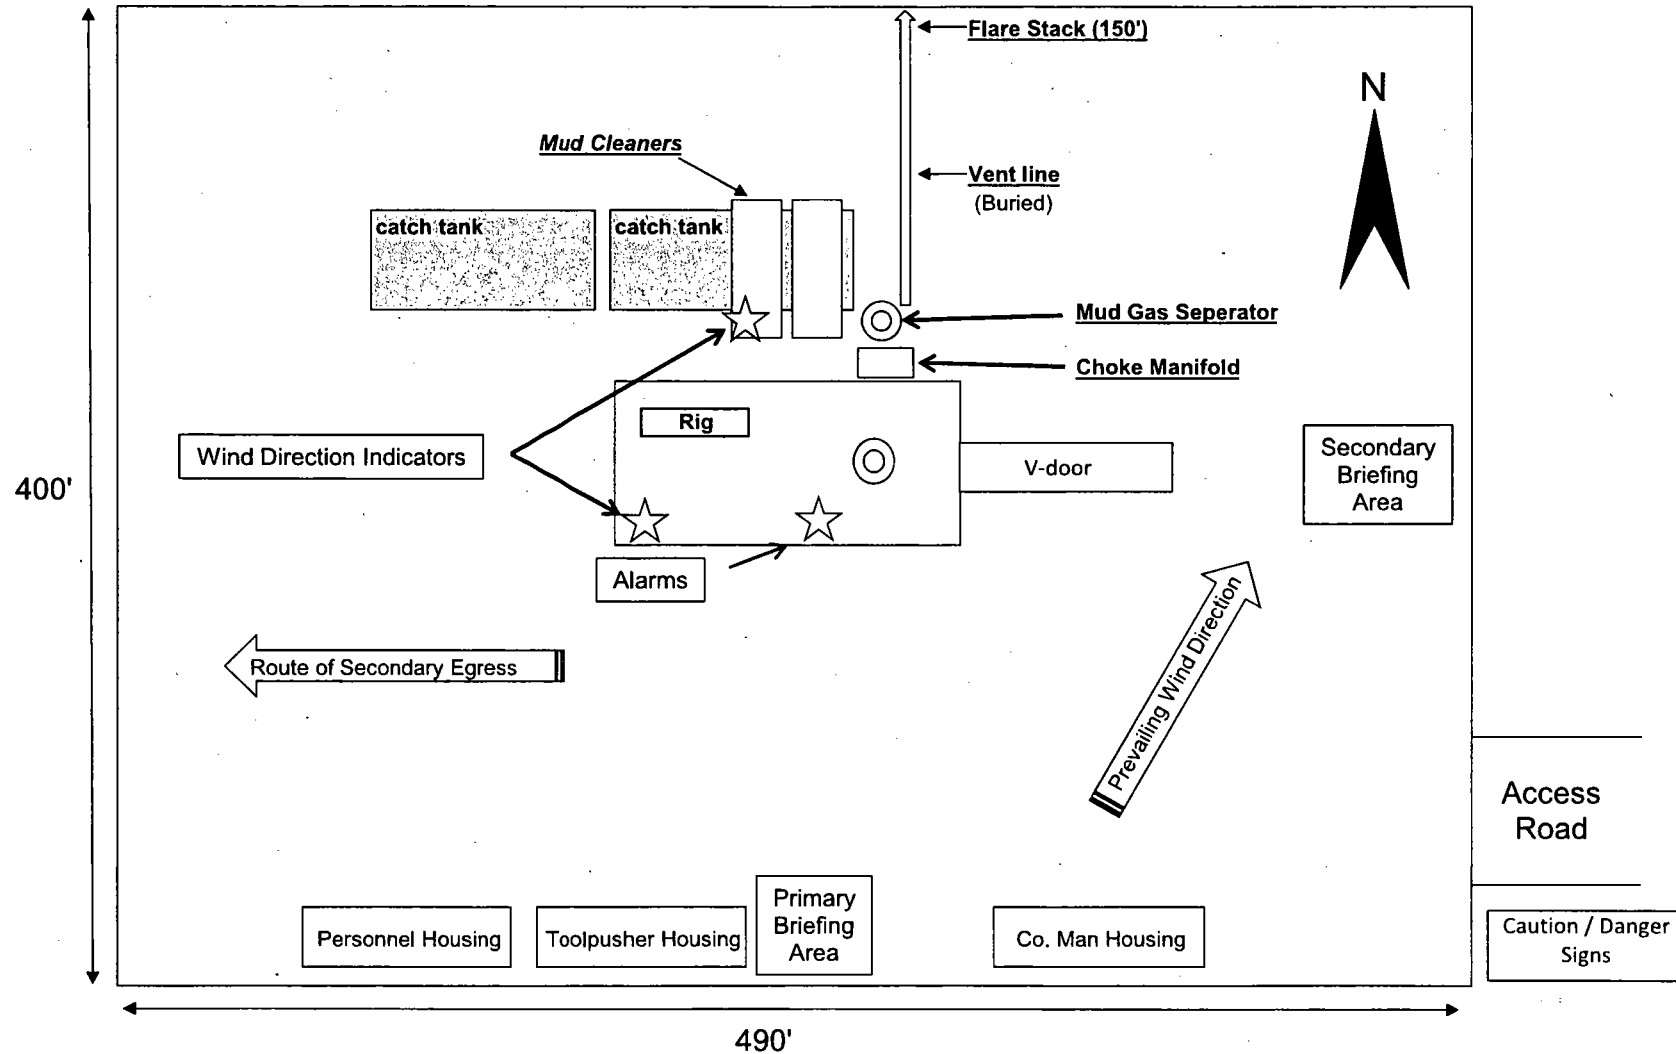 Flare Stack (150')
N
Mud Cleaners
Vent line
(Buried)
catch tank
catch tank
Mud Gas Seperator
Choke Manifold
Rig
Wind Direction Indicators
V-door
Secondary
Briefing
Area
400'
Alarms
Route of Secondary Egress
Prevailing Wind Direction
Access
Road
Primary
Briefing
Area
Personnel Housing
Toolpusher Housing
Co. Man Housing
Caution / Danger
Signs
490'